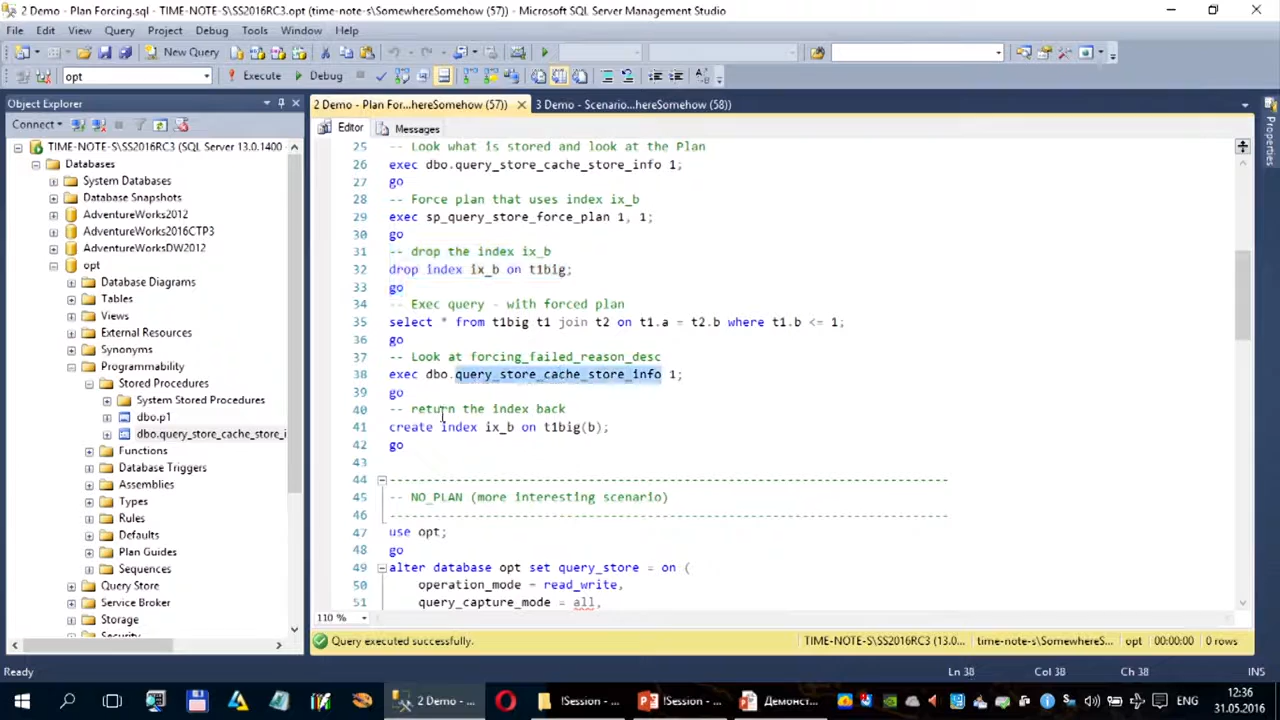 2 Demo - Plan Forcing.sql - TIME-NOTE-S\SS2016RC3.opt (time-note-s\SomewhereSomehow (57)) - Microsoft SQL Server Management Studio
File Edit View Query Project Debug Tools Window Help
New Query
opt Execute Debug
Object Explorer
Connect
TIME-NOTE-S\SS2016RC3 (SQL Server 13.0.1400
Databases
System Databases
Database Snapshots
AdventureWorks2012
AdventureWorks2016CTP3
AdventureWorksDW2012
opt
Database Diagrams
Tables
Views
External Resources
Synonyms
Programmability
Stored Procedures
System Stored Procedures
dbo.p1
dbo.query_store_cache_store_i
Functions
Database Triggers
Assemblies
Types
Rules
Defaults
Plan Guides
Sequences
Query Store
Service Broker
Storage
Security
2 Demo - Plan For...hereSomehow (57)) 3 Demo - Scenario...hereSomehow (58))
Editor Messages
25 -- Look what is stored and look at the Plan
26 exec dbo.query_store_cache_store_info 1;
27 go
28 -- Force plan that uses index ix_b
29 exec sp_query_store_force_plan 1, 1;
30 go
31 -- drop the index ix_b
32 drop index ix_b on t1big;
33 go
34 -- Exec query - with forced plan
35 select * from t1big t1 join t2 on t1.a = t2.b where t1.b <= 1;
36 go
37 -- Look at forcing_failed_reason_desc
38 exec dbo.query_store_cache_store_info 1;
39 go
40 -- return the index back
41 create index ix_b on t1big(b);
42 go
43
44 ----------------------------------------------------------------------------
45 -- NO_PLAN (more interesting scenario)
46 ----------------------------------------------------------------------------
47 use opt;
48 go
49 alter database opt set query_store = on (
50 operation_mode = read_write,
51 query_capture_mode = all,
110 %
Query executed successfully. TIME-NOTE-S\SS2016RC3 (13.0... time-note-s\SomewhereS... opt 00:00:00 0 rows
Ready Ln 38 Col 38 Ch 38 INS
2 Demo - ... !Session - ... !Session - ... Демонст... ENG 12:36
31.05.2016
Properties